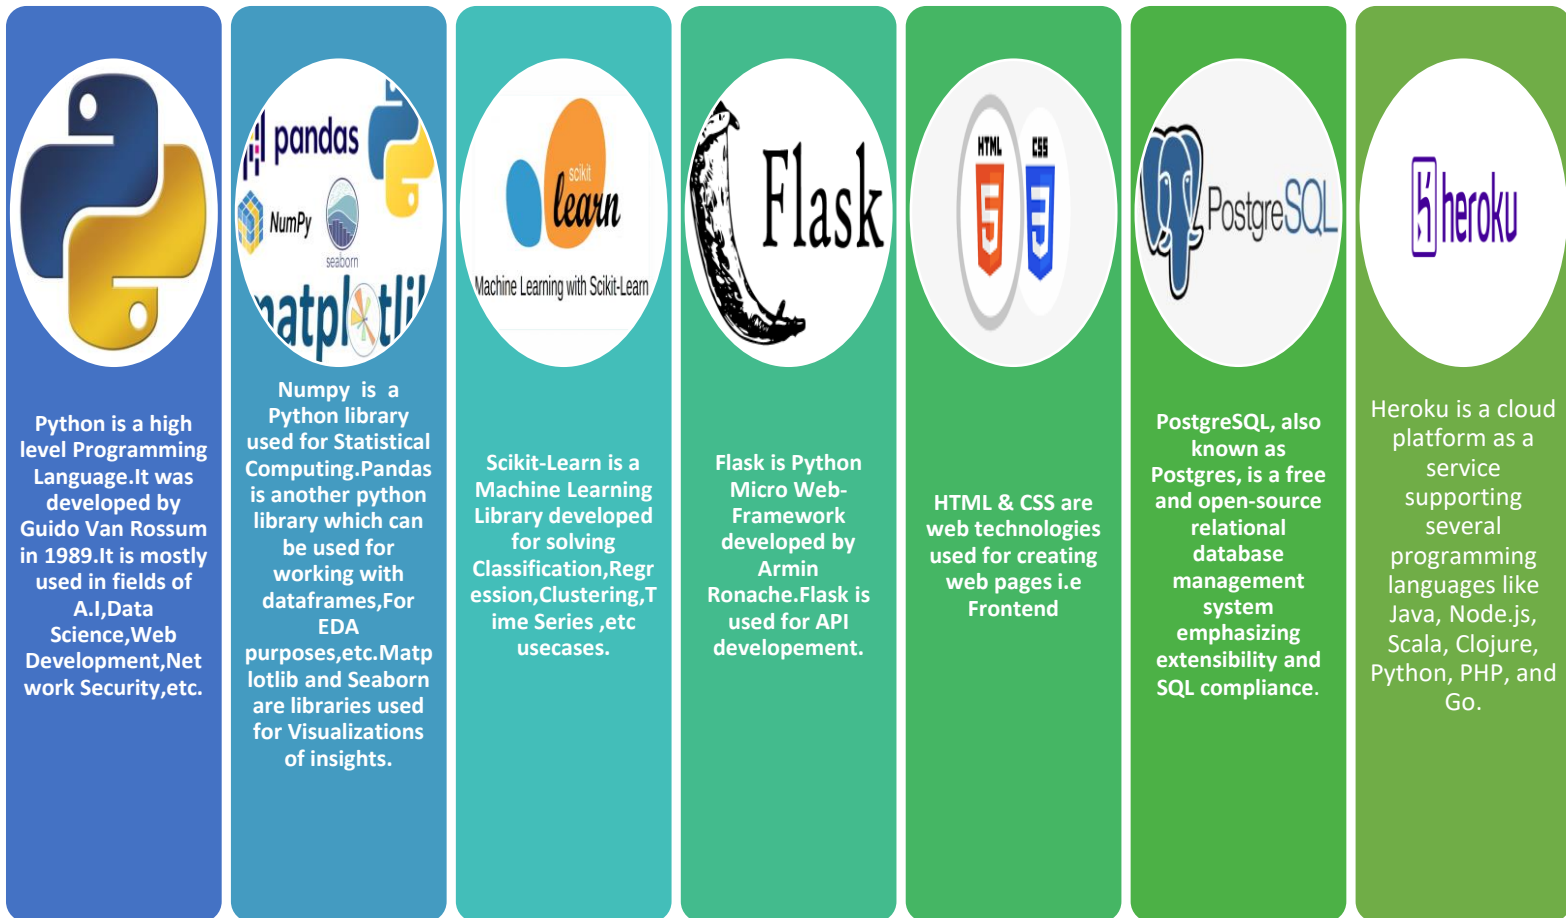 pandas
NumPy
seaborn
matplotlib
Python is a high
level Programming
Language.It was
developed by
Guido Van Rossum
in 1989.It is mostly
used in fields of
A.I,Data
Science,Web
Development,Net
work Security,etc.
Numpy is a
Python library
used for Statistical
Computing.Pandas
is another python
library which can
be used for
working with
dataframes,For
EDA
purposes,etc.Matp
lotlib and Seaborn
are libraries used
for Visualizations
of insights.
scikit
learn
Machine Learning with Scikit-Learn
Scikit-Learn is a
Machine Learning
Library developed
for solving
Classification,Regr
ession,Clustering,T
ime Series ,etc
usecases.
Flask
Flask is Python
Micro Web-
Framework
developed by
Armin
Ronache.Flask is
used for API
developement.
HTML CSS
5 3
HTML & CSS are
web technologies
used for creating
web pages i.e
Frontend
PostgreSQL
PostgreSQL, also
known as
Postgres, is a free
and open-source
relational
database
management
system
emphasizing
extensibility and
SQL compliance.
heroku
Heroku is a cloud
platform as a
service
supporting
several
programming
languages like
Java, Node.js,
Scala, Clojure,
Python, PHP, and
Go.